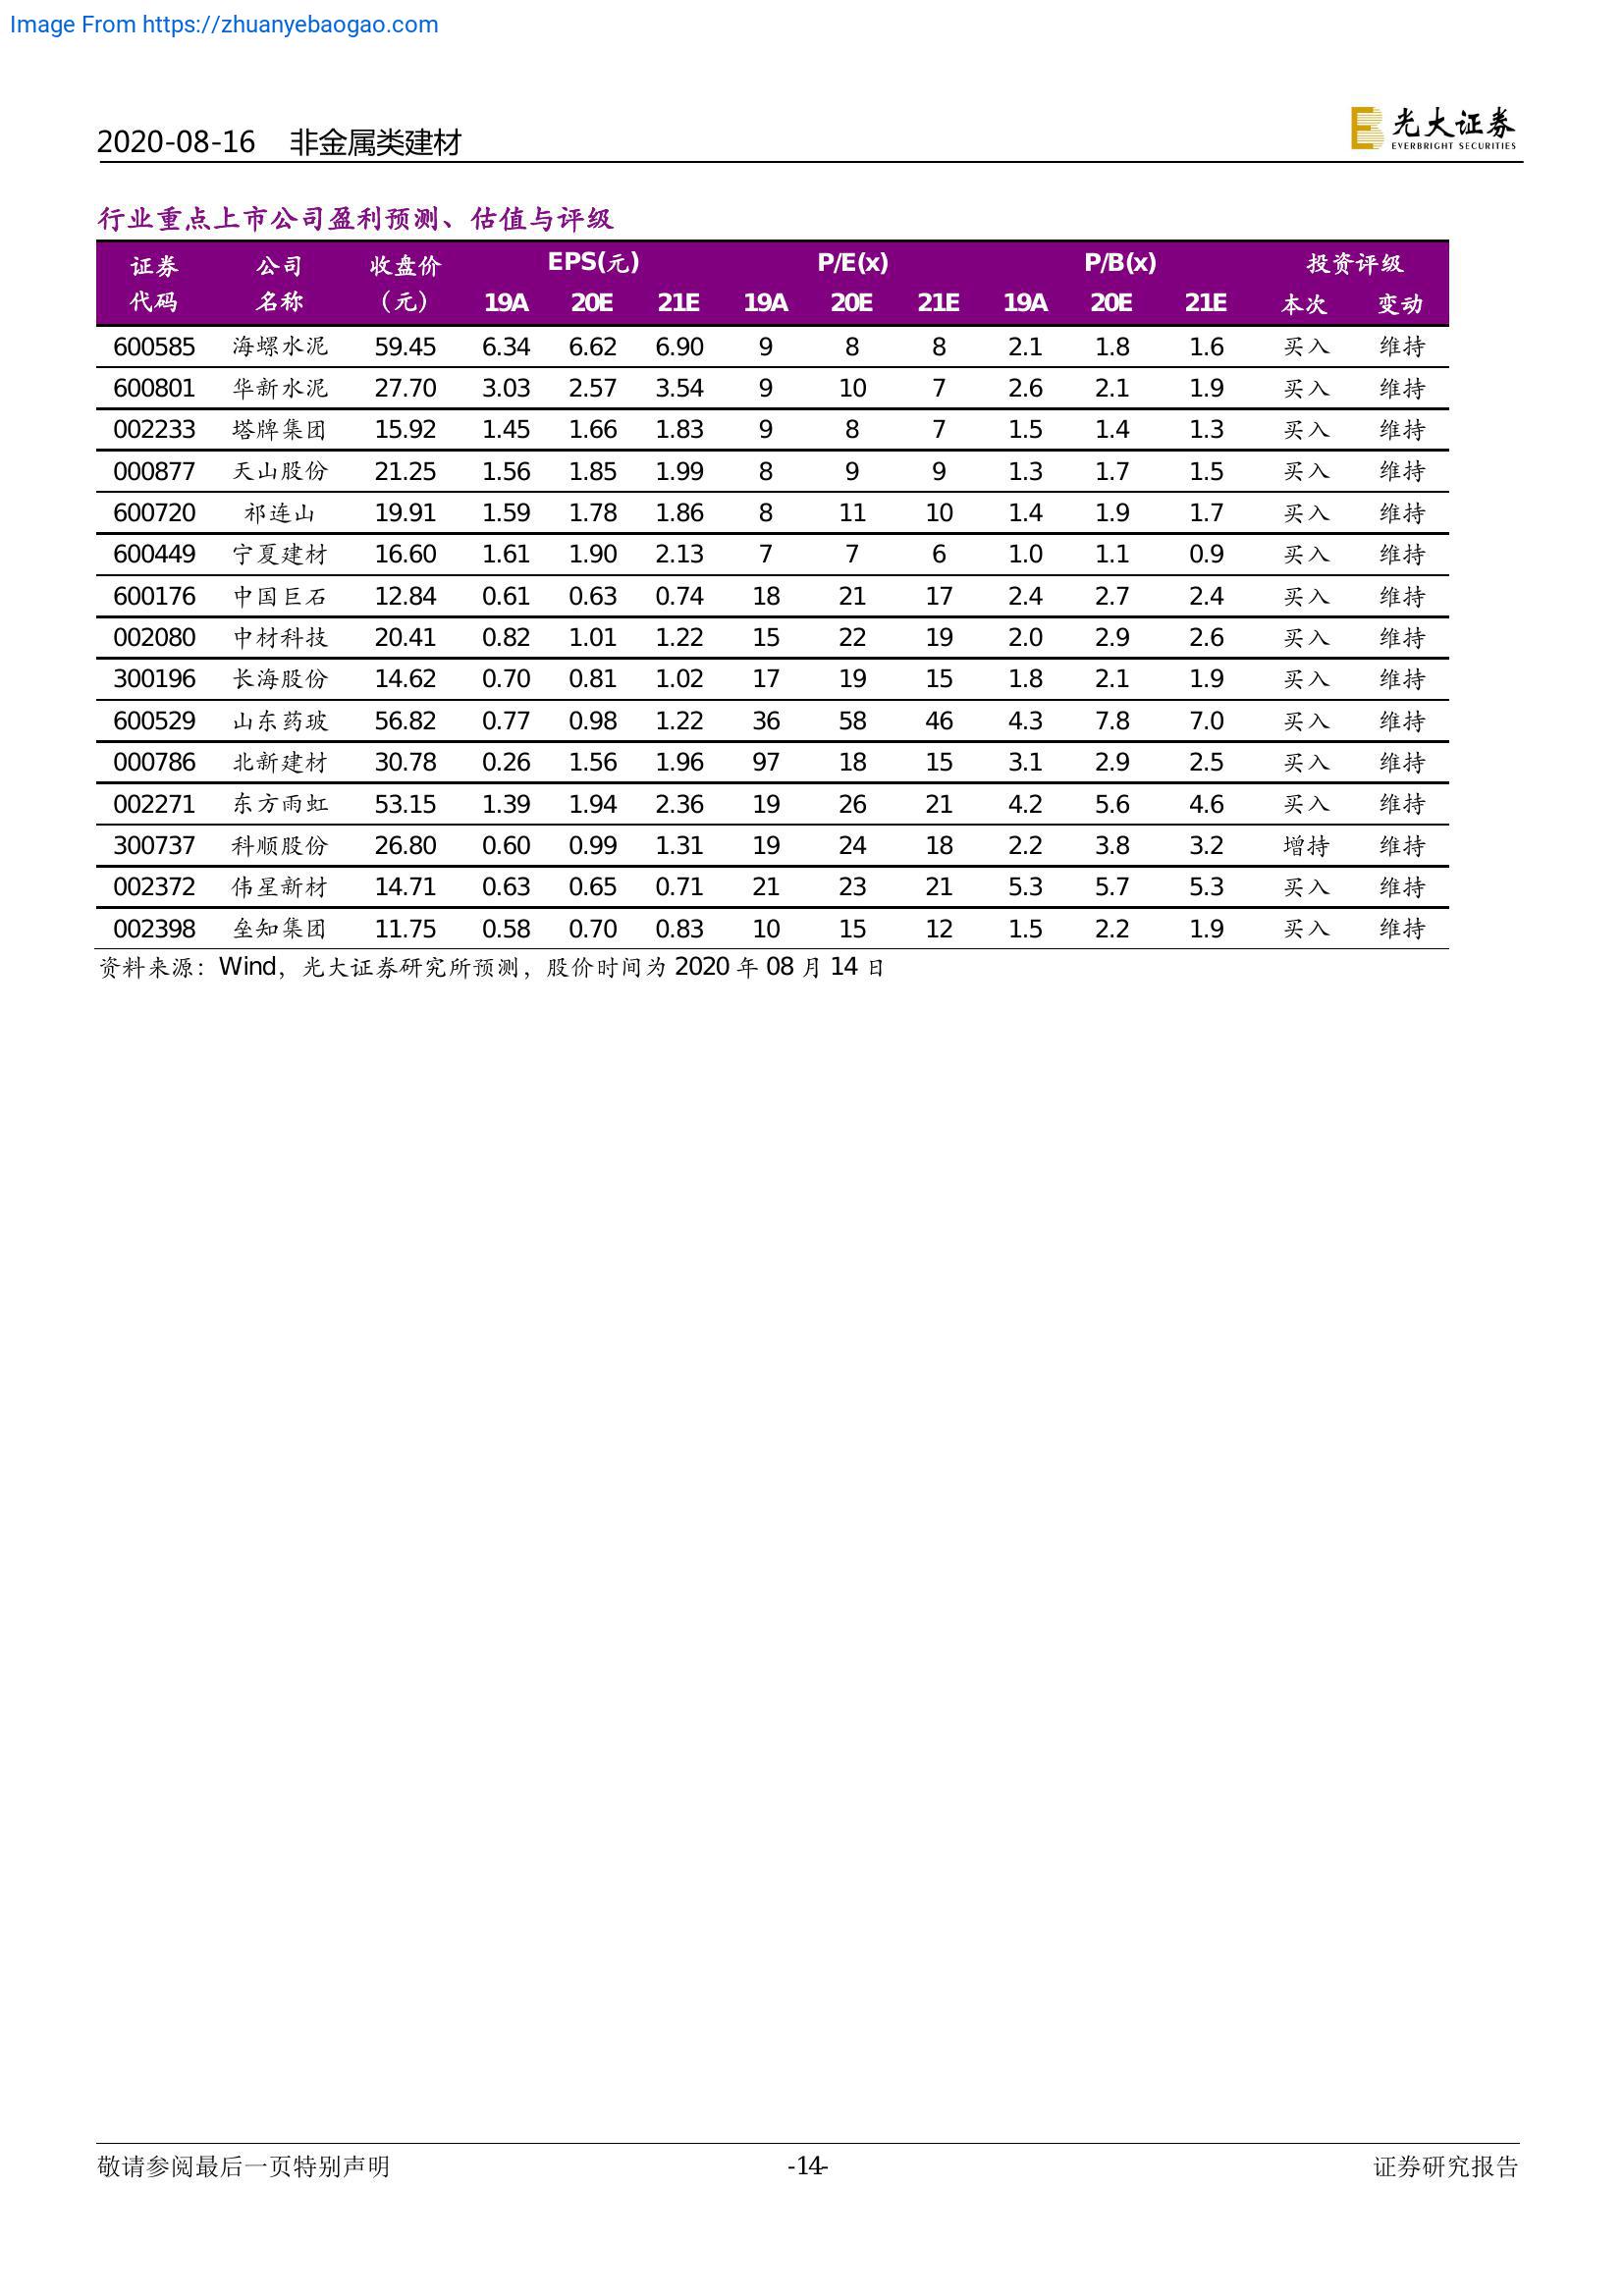 Image From https://zhuanyebaogao.com
2020-08-16 非金属类建材
光大证券
EVERBRIGHT SECURITIES
行业重点上市公司盈利预测、估值与评级
证券 公司 收盘价 EPS(元) P/E(x) P/B(x) 投资评级
代码 名称 （元） 19A 20E 21E 19A 20E 21E 19A 20E 21E 本次 变动
600585 海螺水泥 59.45 6.34 6.62 6.90 9 8 8 2.1 1.8 1.6 买入 维持
600801 华新水泥 27.70 3.03 2.57 3.54 9 10 7 2.6 2.1 1.9 买入 维持
002233 塔牌集团 15.92 1.45 1.66 1.83 9 8 7 1.5 1.4 1.3 买入 维持
000877 天山股份 21.25 1.56 1.85 1.99 8 9 9 1.3 1.7 1.5 买入 维持
600720 祁连山 19.91 1.59 1.78 1.86 8 11 10 1.4 1.9 1.7 买入 维持
600449 宁夏建材 16.60 1.61 1.90 2.13 7 7 6 1.0 1.1 0.9 买入 维持
600176 中国巨石 12.84 0.61 0.63 0.74 18 21 17 2.4 2.7 2.4 买入 维持
002080 中材科技 20.41 0.82 1.01 1.22 15 22 19 2.0 2.9 2.6 买入 维持
300196 长海股份 14.62 0.70 0.81 1.02 17 19 15 1.8 2.1 1.9 买入 维持
600529 山东药玻 56.82 0.77 0.98 1.22 36 58 46 4.3 7.8 7.0 买入 维持
000786 北新建材 30.78 0.26 1.56 1.96 97 18 15 3.1 2.9 2.5 买入 维持
002271 东方雨虹 53.15 1.39 1.94 2.36 19 26 21 4.2 5.6 4.6 买入 维持
300737 科顺股份 26.80 0.60 0.99 1.31 19 24 18 2.2 3.8 3.2 增持 维持
002372 伟星新材 14.71 0.63 0.65 0.71 21 23 21 5.3 5.7 5.3 买入 维持
002398 垒知集团 11.75 0.58 0.70 0.83 10 15 12 1.5 2.2 1.9 买入 维持
资料来源：Wind，光大证券研究所预测，股价时间为 2020 年 08 月 14 日
敬请参阅最后一页特别声明 -14- 证券研究报告